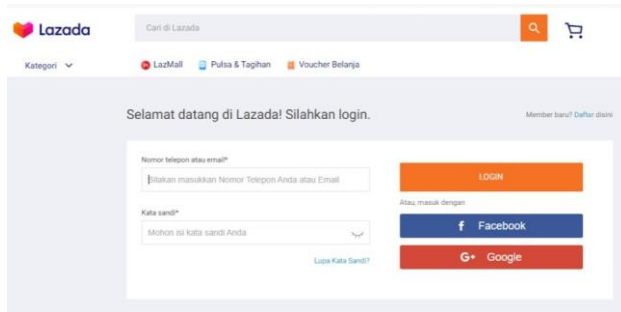 Lazada
Cari di Lazada
Kategori
LazMall Pulsa & Tagihan Voucher Belanja
Selamat datang di Lazada! Silahkan login.
Member baru? Daftar disini
Nomor telepon atau email*
Silakan masukkan Nomor Telepon Anda atau Email
LOGIN
Atau, masuk dengan
Kata sandi*
Mohon isi kata sandi Anda
f Facebook
Lupa Kata Sandi?
G+ Google